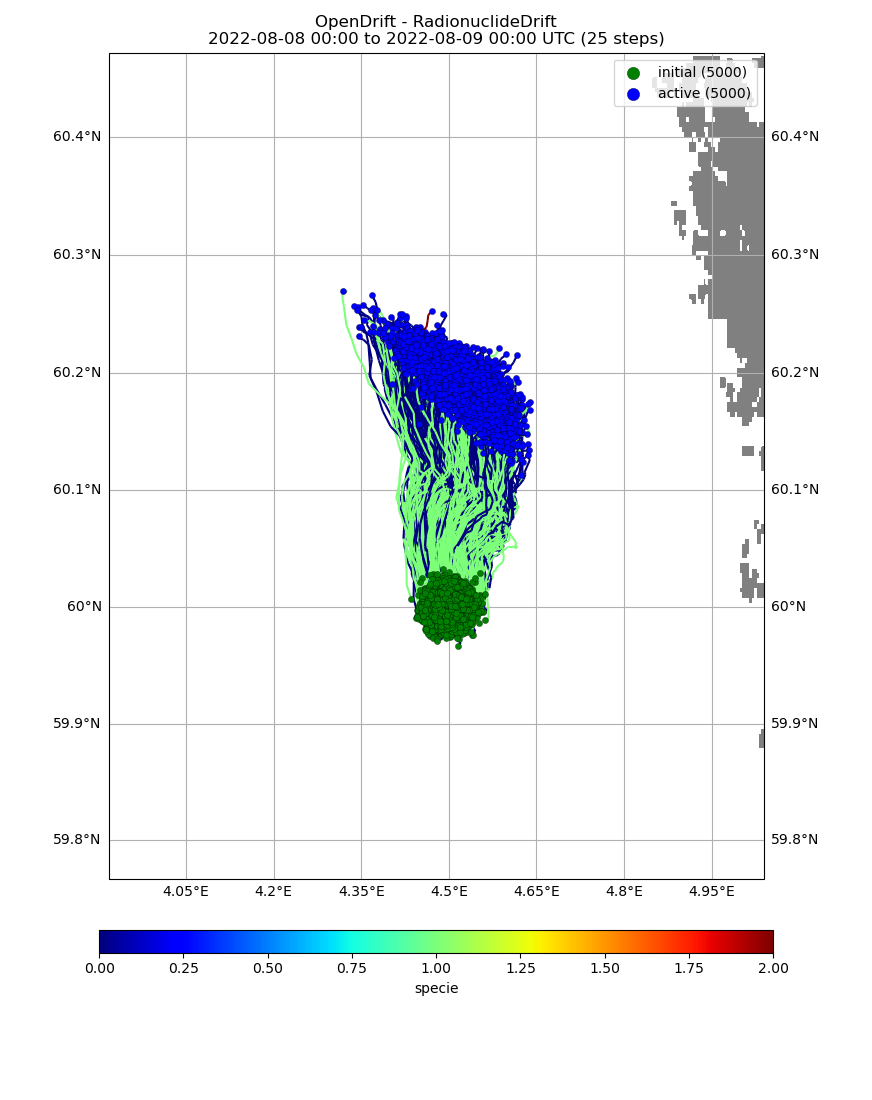 OpenDrift - RadionuclideDrift
2022-08-08 00:00 to 2022-08-09 00:00 UTC (25 steps)
initial (5000)
active (5000)
60.4°N 60.4°N
60.3°N 60.3°N
60.2°N 60.2°N
60.1°N 60.1°N
60°N 60°N
59.9°N 59.9°N
59.8°N 59.8°N
4.05°E 4.2°E 4.35°E 4.5°E 4.65°E 4.8°E 4.95°E
0.00 0.25 0.50 0.75 1.00 1.25 1.50 1.75 2.00
specie